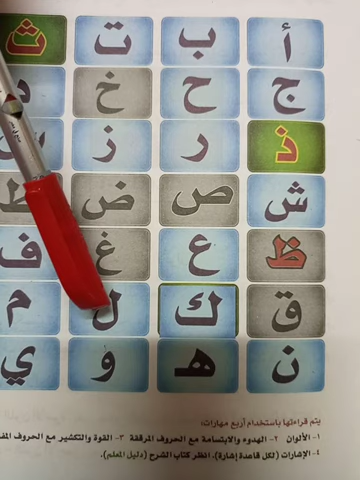 أ ب ت ث
ج ح خ د
ذ ر ز
ش ص ض ط
ظ ع غ ف
ق ك ل م
ن هـ و ي
يتم قراءتها باستخدام أربع مهارات:
١- الألوان ٢- الهدوء والابتسامة مع الحروف المرققة ٣- القوة والتكشير مع الحروف
٤- الإشارات (لكل قاعدة إشارة). انظر كتاب الشرح (دليل المعلم).